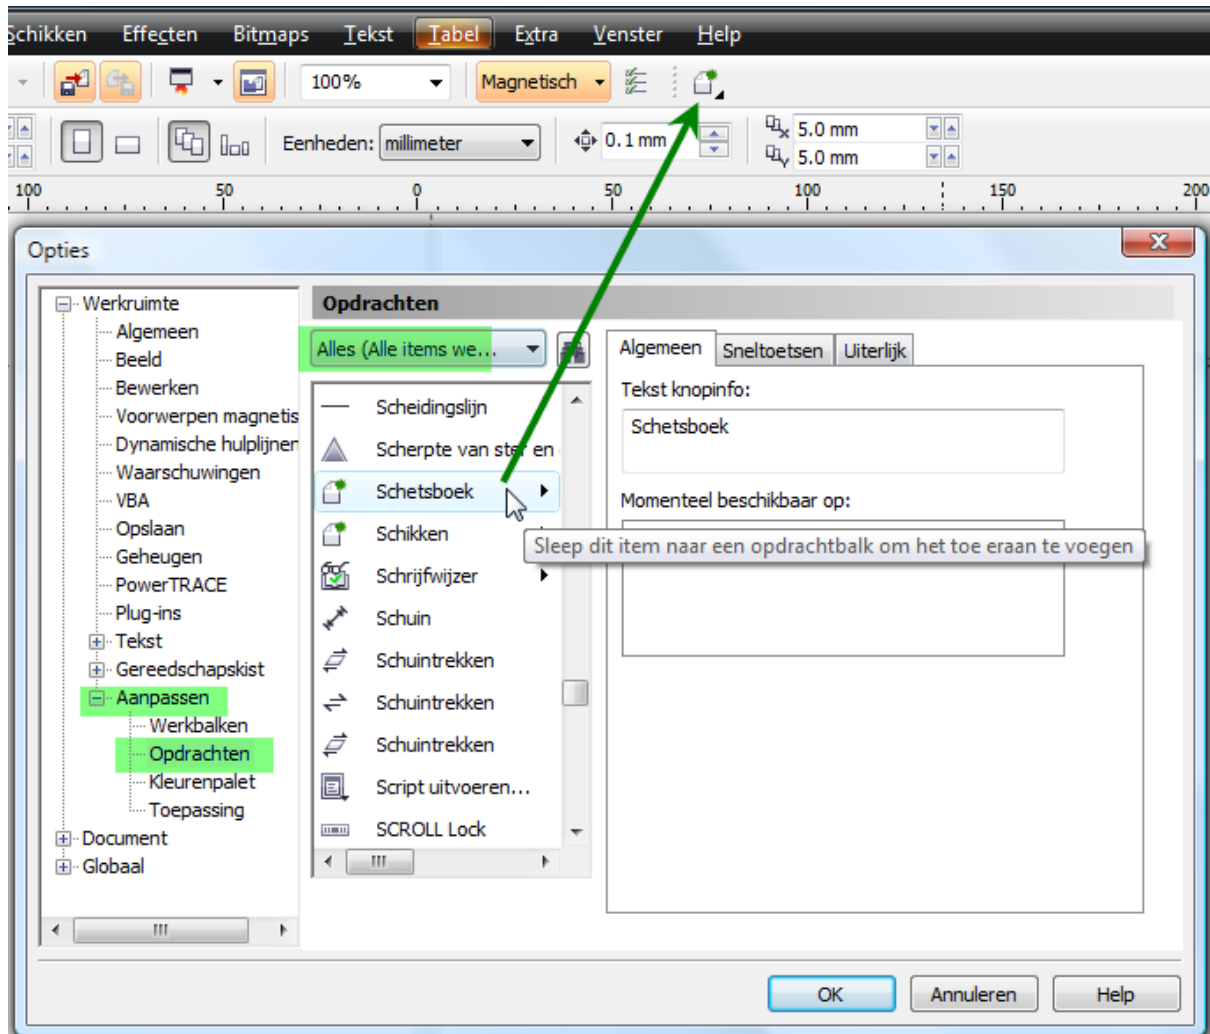 Schikken Effecten Bitmaps Tekst Tabel Extra Venster Help
100% Magnetisch
Eenheden: millimeter 0.1 mm 5.0 mm
5.0 mm
100 50 0 50 100 150 200
Opties
Werkruimte
Algemeen
Beeld
Bewerken
Voorwerpen magnetis
Dynamische hulplijnen
Waarschuwingen
VBA
Opslaan
Geheugen
PowerTRACE
Plug-ins
Tekst
Gereedschapskist
Aanpassen
Werkbalken
Opdrachten
Kleurenpalet
Toepassing
Document
Globaal
Opdrachten
Alles (Alle items we...
Scheidingslijn
Scherpte van ster en
Schetsboek
Schikken
Schrijfwijzer
Schuin
Schuintrekken
Schuintrekken
Schuintrekken
Script uitvoeren...
SCROLL Lock
Algemeen Sneltoetsen Uiterlijk
Tekst knopinfo:
Schetsboek
Momenteel beschikbaar op:
Sleep dit item naar een opdrachtbalk om het toe eraan te voegen
OK Annuleren Help